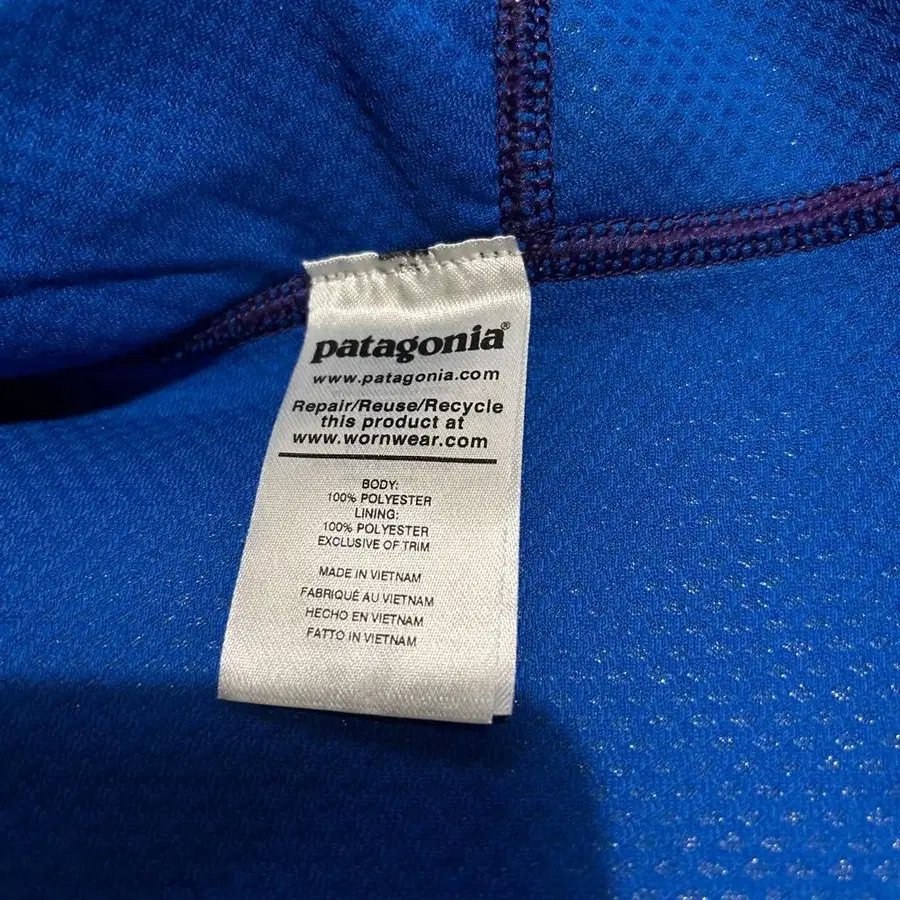 patagonia®
www.patagonia.com
Repair/Reuse/Recycle
this product at
www.wornwear.com
BODY:
100% POLYESTER
LINING:
100% POLYESTER
EXCLUSIVE OF TRIM
MADE IN VIETNAM
FABRIQUÉ AU VIETNAM
HECHO EN VIETNAM
FATTO IN VIETNAM